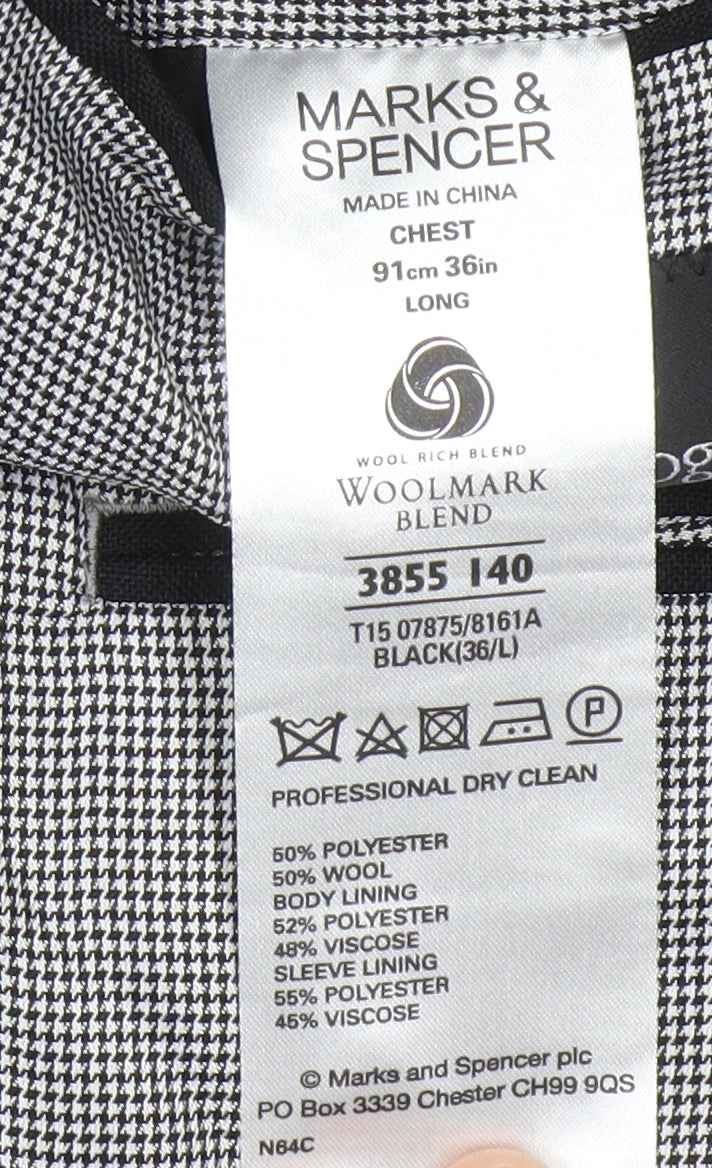 MARKS &
SPENCER
MADE IN CHINA
CHEST
91cm 36in
LONG
WOOL RICH BLEND
WOOLMARK
BLEND
3855 140
T15 07875/8161A
BLACK(36/L)
P
PROFESSIONAL DRY CLEAN
50% POLYESTER
50% WOOL
BODY LINING
52% POLYESTER
48% VISCOSE
SLEEVE LINING
55% POLYESTER
45% VISCOSE
© Marks and Spencer plc
PO Box 3339 Chester CH99 9QS
N64C